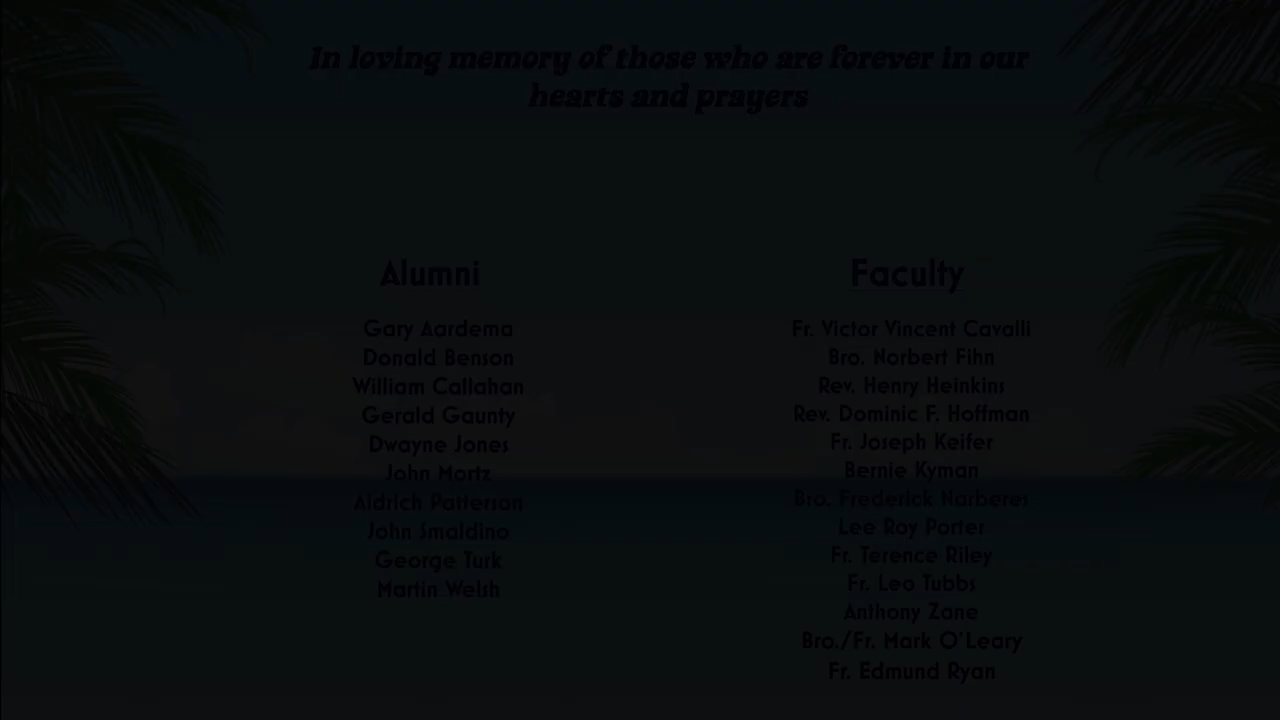 In loving memory of those who are forever in our
hearts and prayers
Alumni
Gary Aardema
Donald Benson
William Callahan
Gerald Gaunty
Dwayne Jones
John Mortz
Aldrich Patterson
John Smaldino
George Turk
Martin Welsh
Faculty
Fr. Victor Vincent Cavalli
Bro. Norbert Fihn
Rev. Henry Heinkins
Rev. Dominic F. Hoffman
Fr. Joseph Keifer
Bernie Kyman
Bro. Frederick Narberes
Lee Roy Porter
Fr. Terence Riley
Fr. Leo Tubbs
Anthony Zane
Bro./Fr. Mark O'Leary
Fr. Edmund Ryan